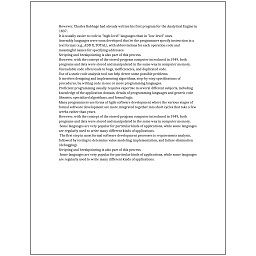 However, Charles Babbage had already written his first program for the Analytical Engine in
1837.
It is usually easier to code in "high-level" languages than in "low-level" ones.
Assembly languages were soon developed that let the programmer specify instruction in a
text format (e.g., ADD X, TOTAL), with abbreviations for each operation code and
meaningful names for specifying addresses.
Scripting and breakpointing is also part of this process.
However, with the concept of the stored-program computer introduced in 1949, both
programs and data were stored and manipulated in the same way in computer memory.
Unreadable code often leads to bugs, inefficiencies, and duplicated code.
Use of a static code analysis tool can help detect some possible problems.
It involves designing and implementing algorithms, step-by-step specifications of
procedures, by writing code in one or more programming languages.
Proficient programming usually requires expertise in several different subjects, including
knowledge of the application domain, details of programming languages and generic code
libraries, specialized algorithms, and formal logic.
Many programmers use forms of Agile software development where the various stages of
formal software development are more integrated together into short cycles that take a few
weeks rather than years.
However, with the concept of the stored-program computer introduced in 1949, both
programs and data were stored and manipulated in the same way in computer memory.
Some languages are very popular for particular kinds of applications, while some languages
are regularly used to write many different kinds of applications.
The first step in most formal software development processes is requirements analysis,
followed by testing to determine value modeling, implementation, and failure elimination
(debugging).
Scripting and breakpointing is also part of this process.
Some languages are very popular for particular kinds of applications, while some languages
are regularly used to write many different kinds of applications.